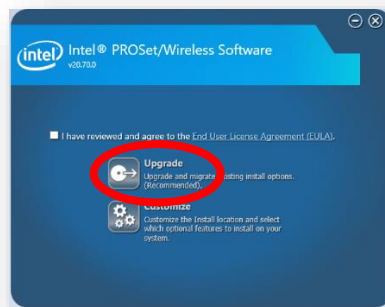 intel Intel® PROSet/Wireless Software
v20.70.0
I have reviewed and agree to the End User License Agreement (EULA).
Upgrade
Upgrade and migrate existing install options.
(Recommended).
Customize
Customize the Install location and select
which optional features to install on your
system.